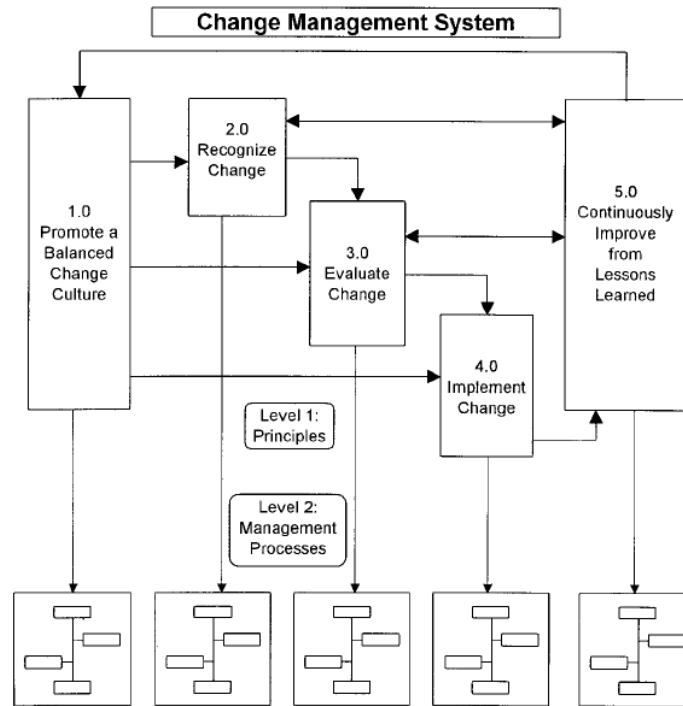 Change Management System
1.0
Promote a
Balanced
Change
Culture
2.0
Recognize
Change
3.0
Evaluate
Change
4.0
Implement
Change
5.0
Continuously
Improve
from
Lessons
Learned
Level 1:
Principles
Level 2:
Management
Processes